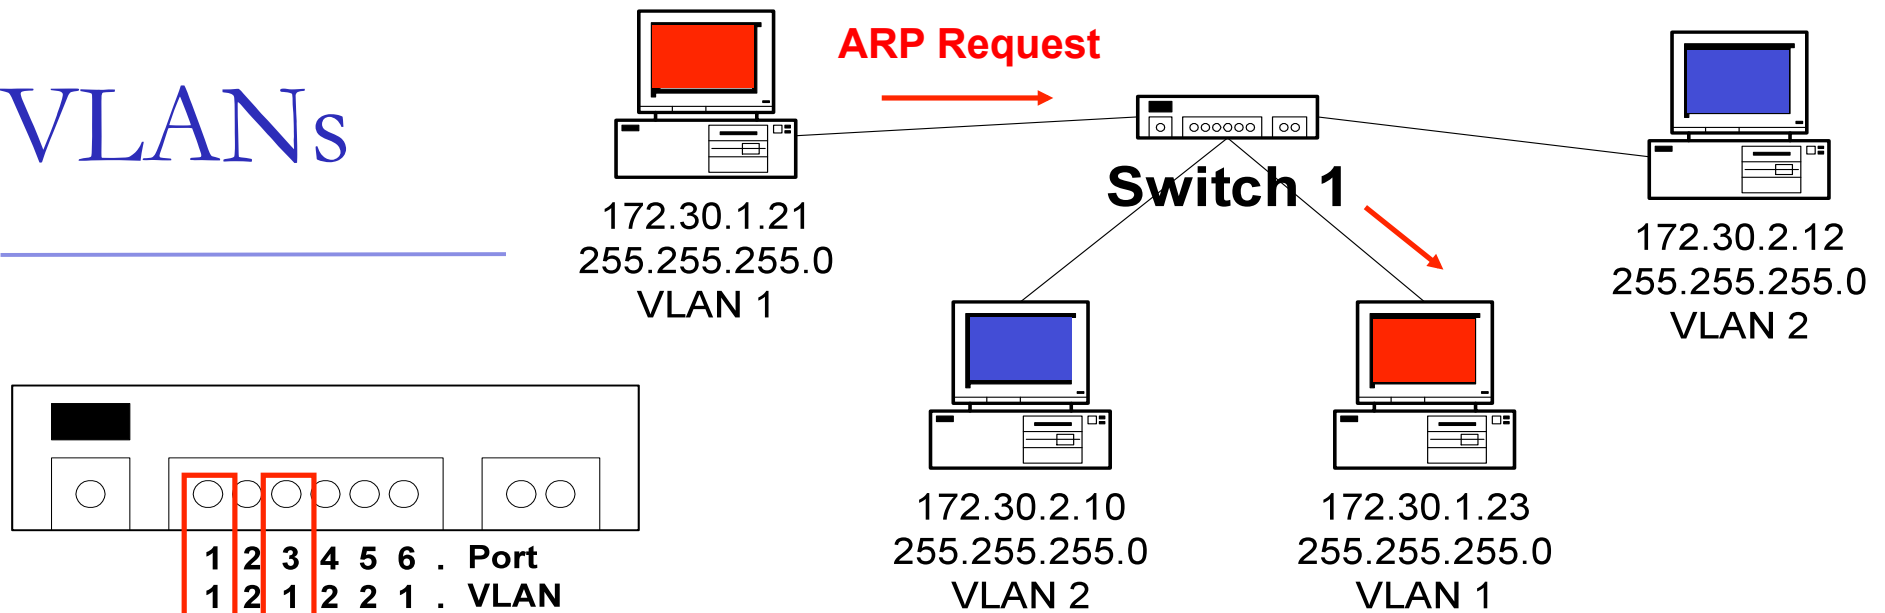 VLANs
ARP Request
Switch 1
172.30.1.21
255.255.255.0
VLAN 1
172.30.2.12
255.255.255.0
VLAN 2
172.30.2.10
255.255.255.0
VLAN 2
172.30.1.23
255.255.255.0
VLAN 1
1 2 3 4 5 6 . Port
1 2 1 2 2 1 . VLAN